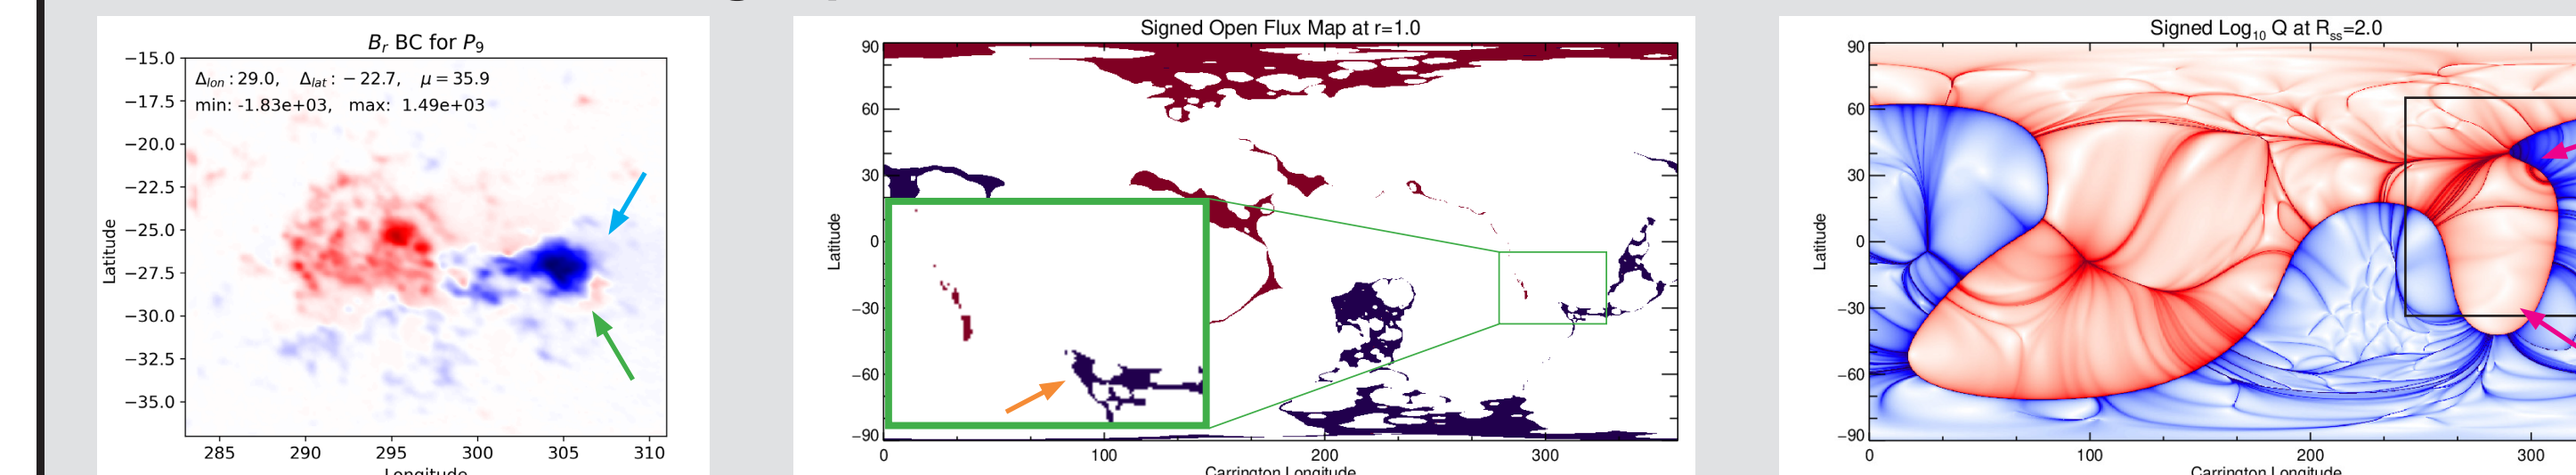 B_r BC for P_9
Δ_lon : 29.0,   Δ_lat : −22.7,   μ = 35.9
min: -1.83e+03,   max:  1.49e+03
−15.0
−17.5
−20.0
−22.5
−25.0
−27.5
−30.0
−32.5
−35.0
Latitude
285 290 295 300 305 310
Longitude
Signed Open Flux Map at r=1.0
90
60
30
0
−30
−60
−90
Latitude
0 100 200 300
Carrington Longitude
Signed Log₁₀ Q at R_ss=2.0
90
60
30
0
−30
−60
−90
Latitude
0 100 200 300
Carrington Longitude